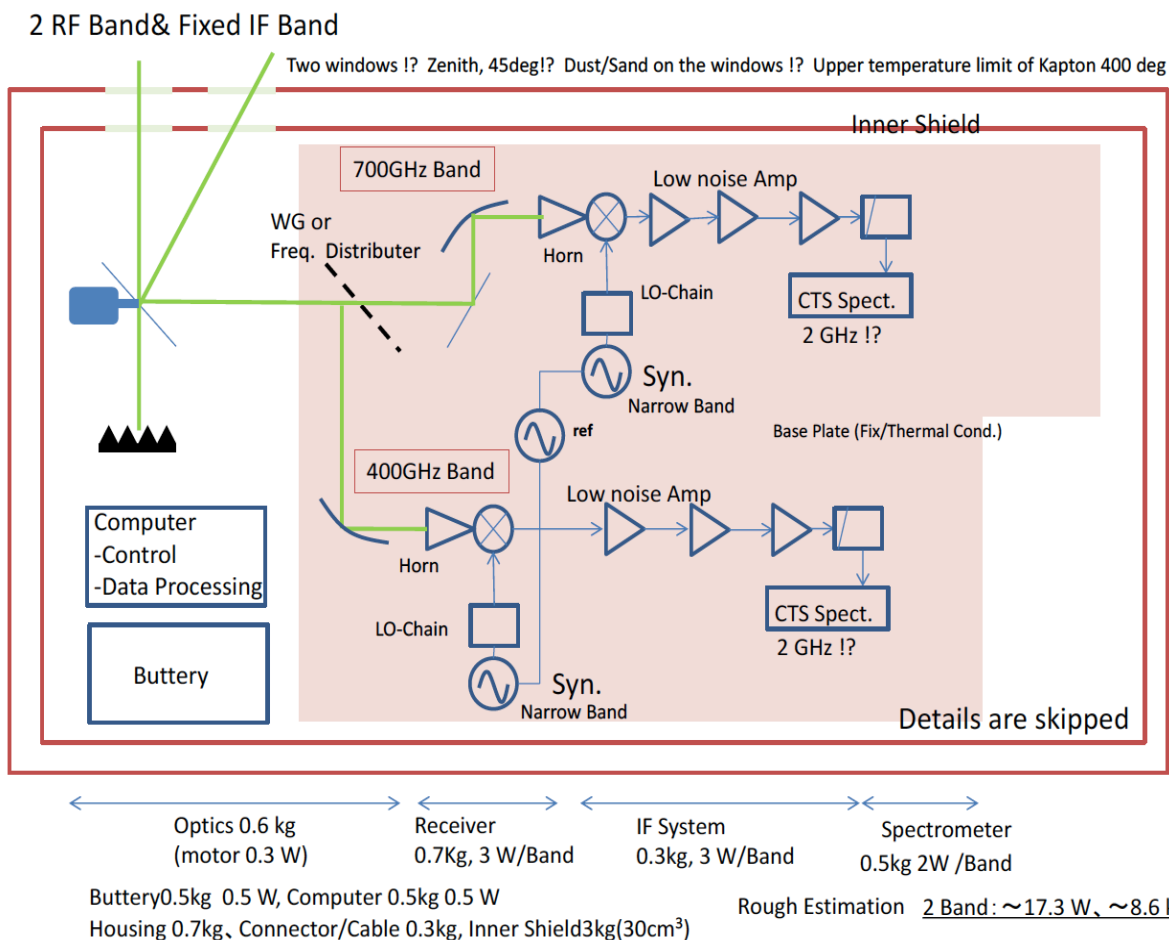 2 RF Band& Fixed IF Band
Two windows !? Zenith, 45deg!? Dust/Sand on the windows !? Upper temperature limit of Kapton 400 deg
Inner Shield
700GHz Band
Low noise Amp
WG or
Freq. Distributer
Horn
LO-Chain
CTS Spect.
2 GHz !?
Syn.
Narrow Band
ref
Base Plate (Fix/Thermal Cond.)
400GHz Band
Low noise Amp
Computer
-Control
-Data Processing
Horn
LO-Chain
CTS Spect.
2 GHz !?
Buttery
Syn.
Narrow Band
Details are skipped
Optics 0.6 kg
(motor 0.3 W)
Receiver
0.7Kg, 3 W/Band
IF System
0.3kg, 3 W/Band
Spectrometer
0.5kg 2W /Band
Buttery0.5kg 0.5 W, Computer 0.5kg 0.5 W
Housing 0.7kg、Connector/Cable 0.3kg, Inner Shield3kg(30cm³)
Rough Estimation 2 Band : ～17.3 W、～8.6